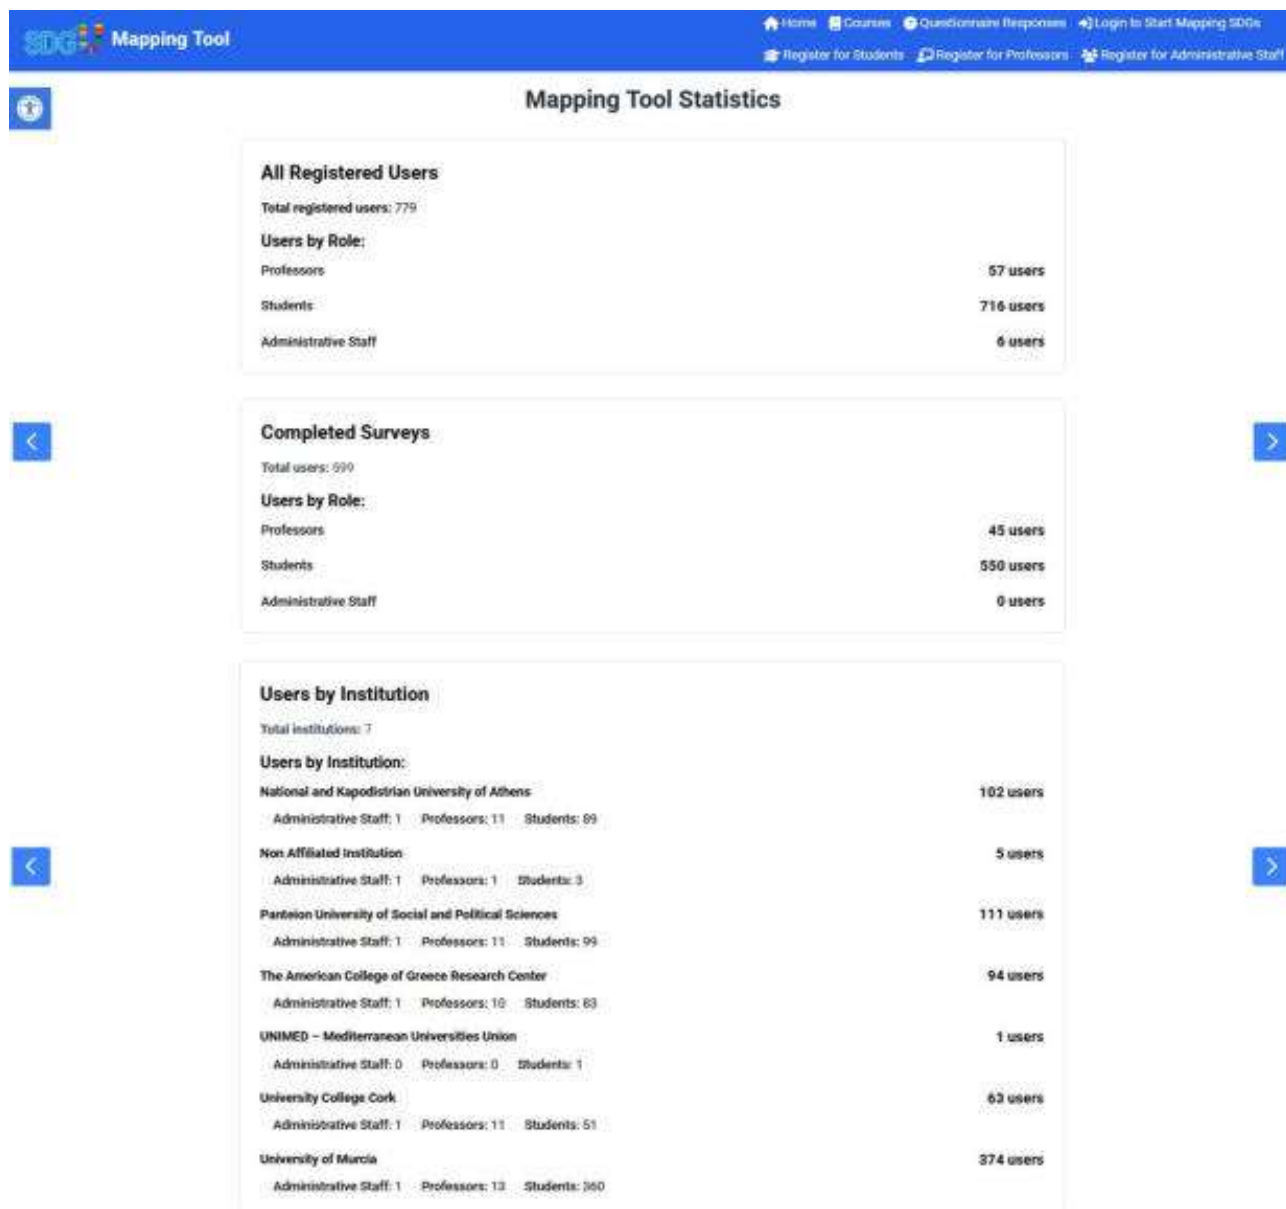 SDG Mapping Tool
Home Courses Questionnaire Responses Login to Start Mapping SDGs
Register for Students Register for Professors Register for Administrative Staff
Mapping Tool Statistics
All Registered Users
Total registered users: 779
Users by Role:
Professors 57 users
Students 716 users
Administrative Staff 6 users
Completed Surveys
Total users:
Users by Role:
Professors 45 users
Students 550 users
Administrative Staff 0 users
Users by Institution
Total institutions: 7
Users by Institution:
National and Kapodistrian University of Athens 102 users
Administrative Staff: 1 Professors: 11 Students: 89
Non Affiliated Institution 5 users
Administrative Staff: 1 Professors: 1 Students: 3
Panteion University of Social and Political Sciences 111 users
Administrative Staff: 1 Professors: 11 Students: 99
The American College of Greece Research Center 94 users
Administrative Staff: 1 Professors: 10 Students: 83
UNIMED – Mediterranean Universities Union 1 users
Administrative Staff: 0 Professors: 0 Students: 1
University College Cork 63 users
Administrative Staff: 1 Professors: 11 Students: 51
University of Murcia 374 users
Administrative Staff: 1 Professors: 13 Students: 360